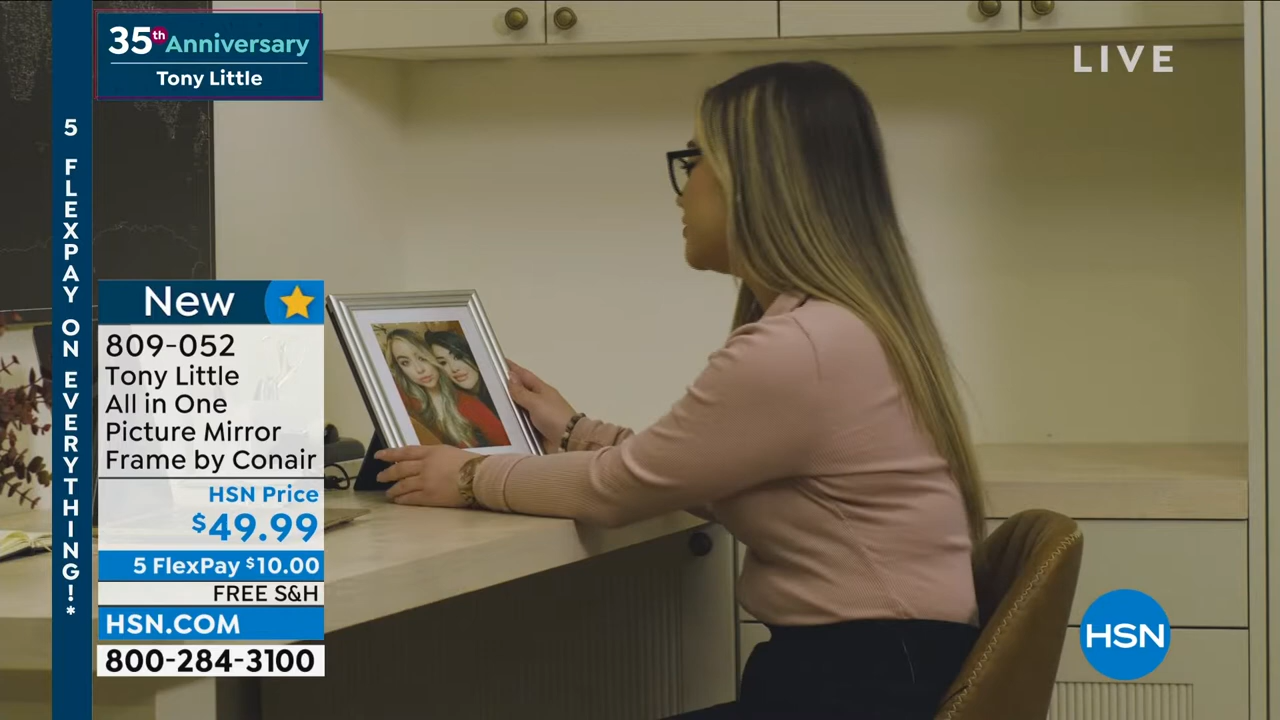 35th Anniversary
Tony Little
LIVE
5 FLEXPAY ON EVERYTHING!*
New
809-052
Tony Little
All in One
Picture Mirror
Frame by Conair
HSN Price
$49.99
5 FlexPay $10.00
FREE S&H
HSN.COM
800-284-3100
HSN